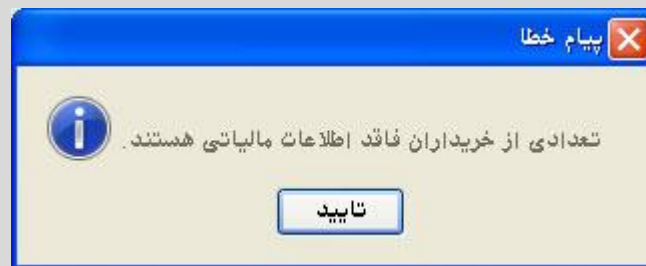 پیام خطا
تعدادی از خریداران فاقد اطلاعات مالیاتی هستند.
تایید